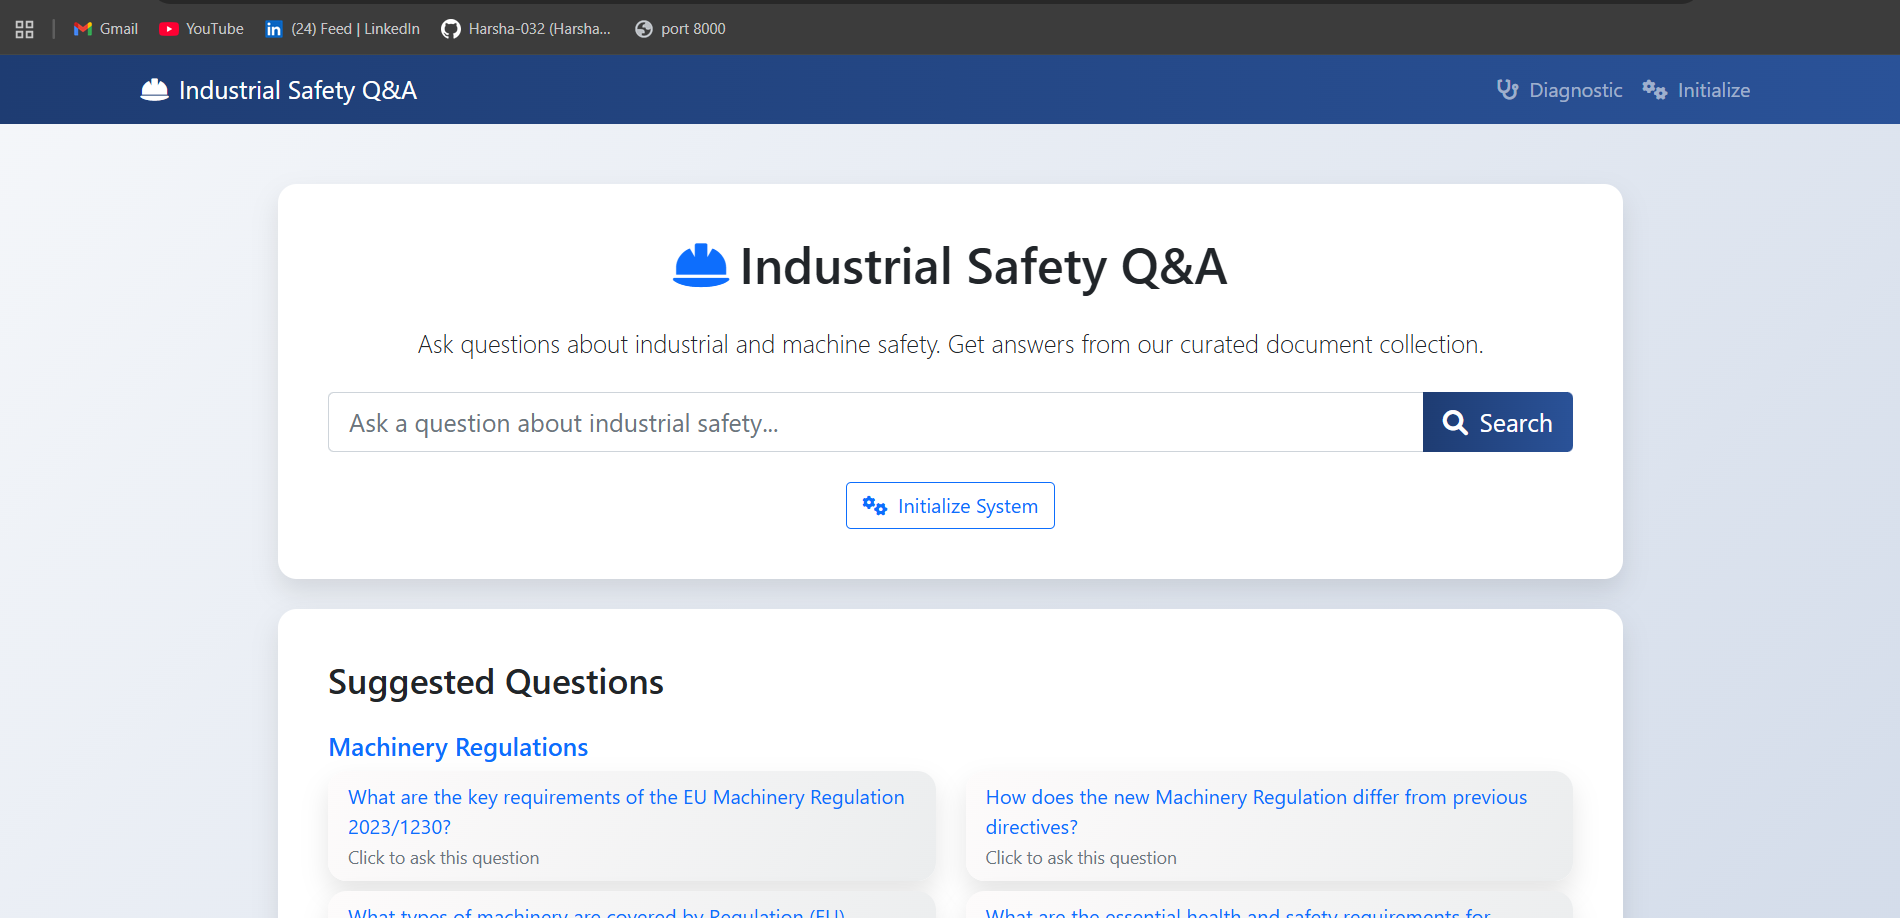 Gmail
YouTube
(24) Feed | LinkedIn
Harsha-032 (Harsha...
port 8000
Industrial Safety Q&A
Diagnostic
Initialize
Industrial Safety Q&A
Ask questions about industrial and machine safety. Get answers from our curated document collection.
Ask a question about industrial safety...
Search
Initialize System
Suggested Questions
Machinery Regulations
What are the key requirements of the EU Machinery Regulation
2023/1230?
Click to ask this question
How does the new Machinery Regulation differ from previous
directives?
Click to ask this question
What types of machinery are covered by Regulation (EU)
What are the essential health and safety requirements for